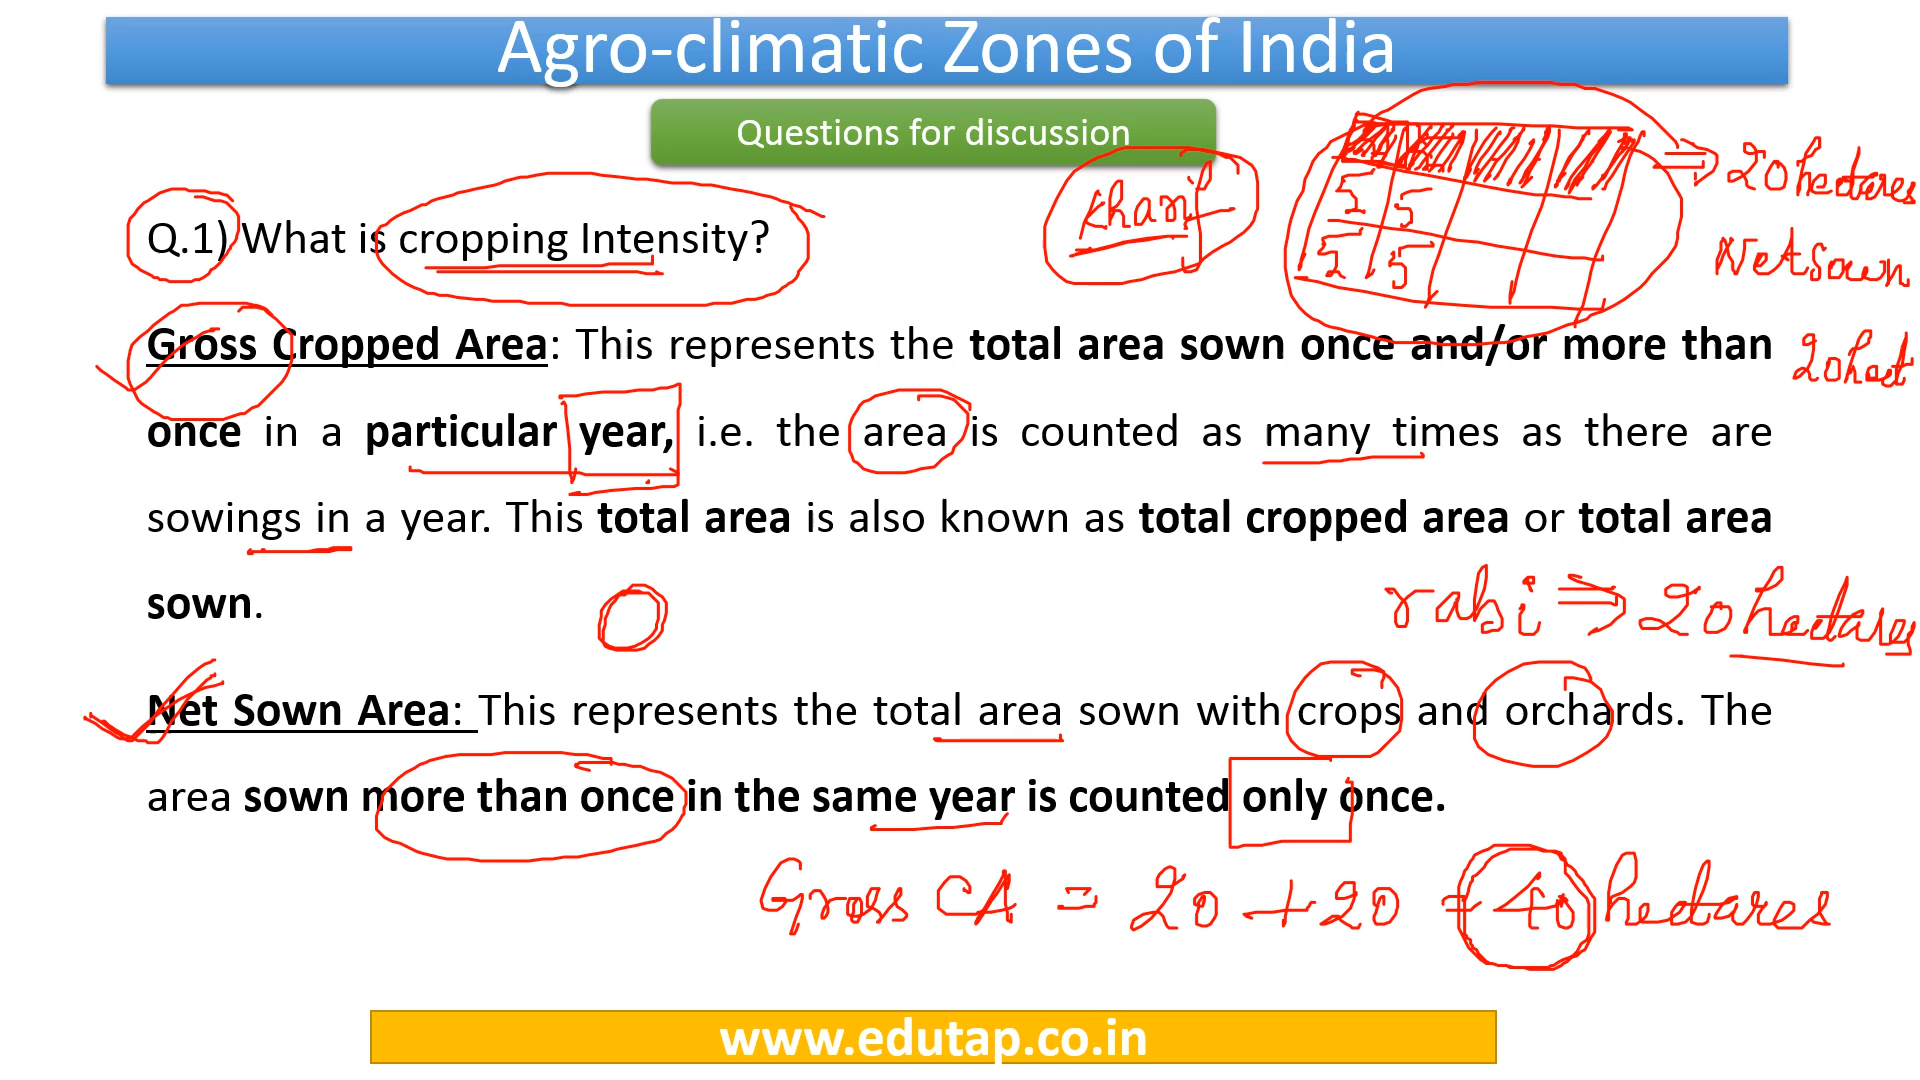 Agro-climatic Zones of India
Questions for discussion
⇒ 20 hectares
Kharif
5 5
5 5
Q.1) What is cropping Intensity?
Net Sown
20 hect
Gross Cropped Area: This represents the total area sown once and/or more than
once in a particular year, i.e. the area is counted as many times as there are
sowings in a year. This total area is also known as total cropped area or total area
sown.
rabi ⇒ 20 hectares
Net Sown Area: This represents the total area sown with crops and orchards. The
area sown more than once in the same year is counted only once.
Gross CA = 20 + 20 = 40 hectares
www.edutap.co.in